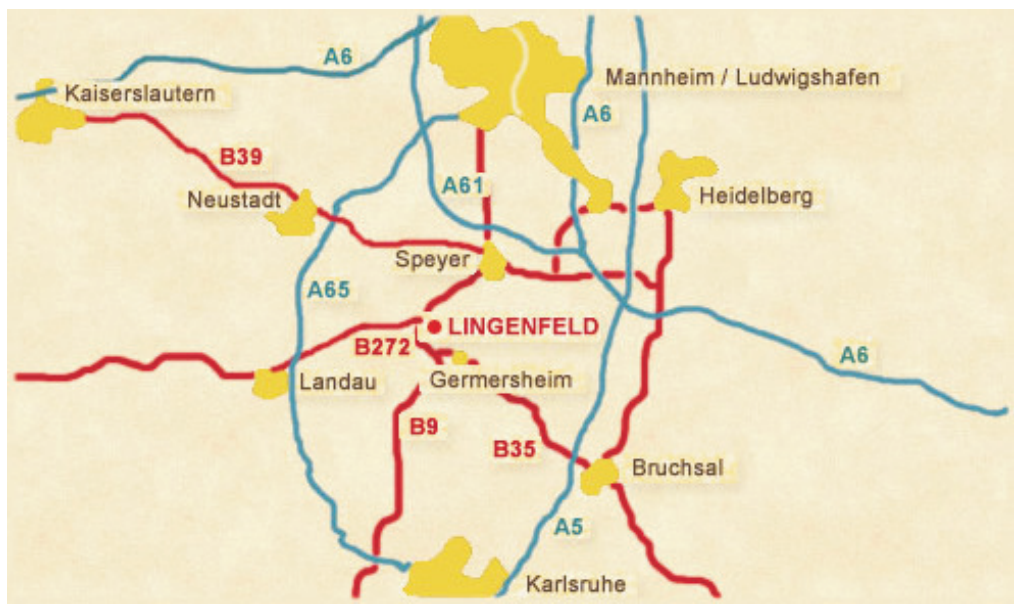 A6
Mannheim / Ludwigshafen
Kaiserslautern
A6
B39
A61
Neustadt
Heidelberg
Speyer
A65
LINGENFELD
B272
A6
Landau
Germersheim
B9
B35
Bruchsal
A5
Karlsruhe